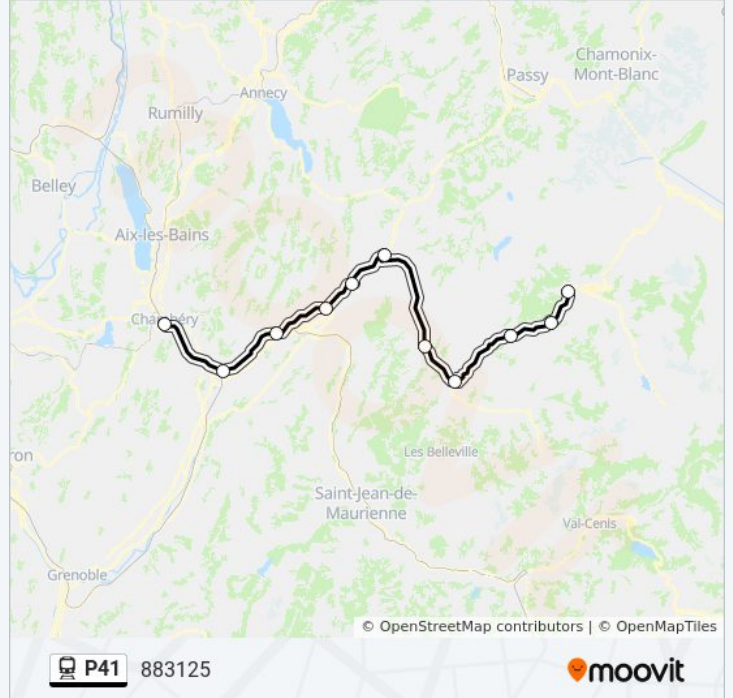 Chamonix-
Mont-Blanc
Passy
Annecy
Rumilly
Belley
Aix-les-Bains
Les Belleville
Saint-Jean-de-
Maurienne
Val-Cenis
Grenoble
ron
© OpenStreetMap contributors | © OpenMapTiles
P41 883125
moovit